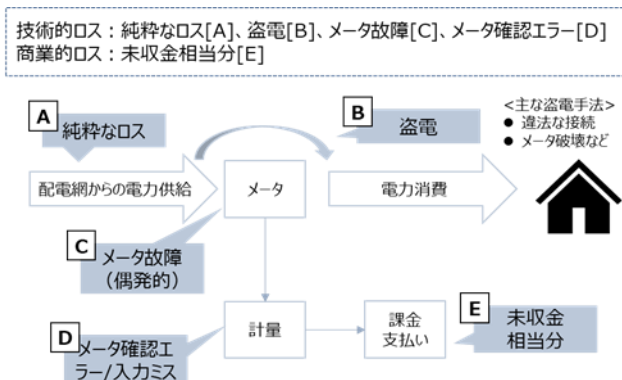 技術的ロス：純粋なロス[A]、盗電[B]、メータ故障[C]、メータ確認エラー[D]
商業的ロス：未収金相当分[E]
A
純粋なロス
B
盗電
<主な盗電手法>
● 違法な接続
● メータ破壊など
配電網からの電力供給
メータ
電力消費
C
メータ故障
（偶発的）
D
メータ確認エ
ラー/入力ミス
計量
課金
支払い
E
未収金
相当分